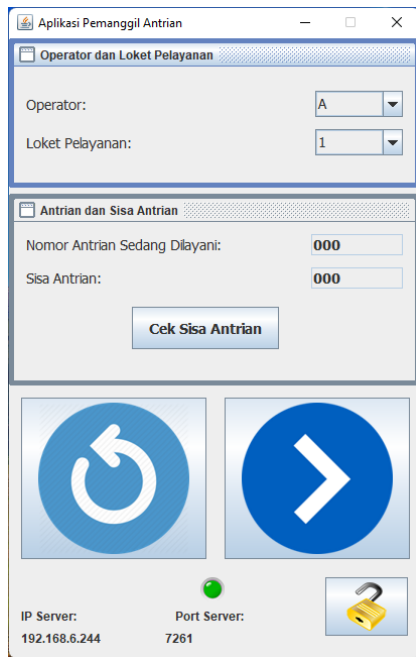 Aplikasi Pemanggil Antrian
Operator dan Loket Pelayanan
Operator: A
Loket Pelayanan: 1
Antrian dan Sisa Antrian
Nomor Antrian Sedang Dilayani: 000
Sisa Antrian: 000
Cek Sisa Antrian
IP Server: Port Server:
192.168.6.244 7261